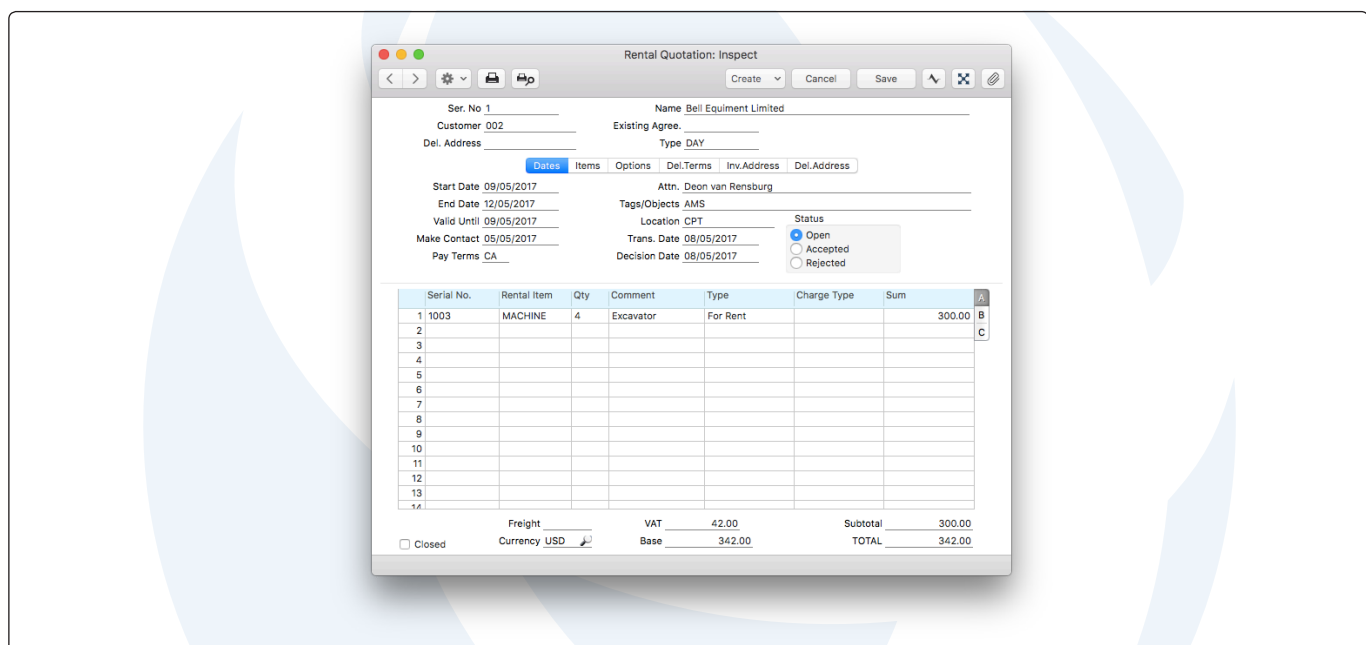 Rental Quotation: Inspect
Create Cancel Save
Ser. No 1 Name Bell Equiment Limited
Customer 002 Existing Agree.
Del. Address Type DAY
Dates Items Options Del.Terms Inv.Address Del.Address
Start Date 09/05/2017 Attn. Deon van Rensburg
End Date 12/05/2017 Tags/Objects AMS
Valid Until 09/05/2017 Location CPT Status
Make Contact 05/05/2017 Trans. Date 08/05/2017 Open
Accepted
Pay Terms CA Decision Date 08/05/2017 Rejected
Serial No. Rental Item Qty Comment Type Charge Type Sum A
1 1003 MACHINE 4 Excavator For Rent 300.00 B
2 C
3
4
5
6
7
8
9
10
11
12
13
14
Freight VAT 42.00 Subtotal 300.00
Closed Currency USD Base 342.00 TOTAL 342.00